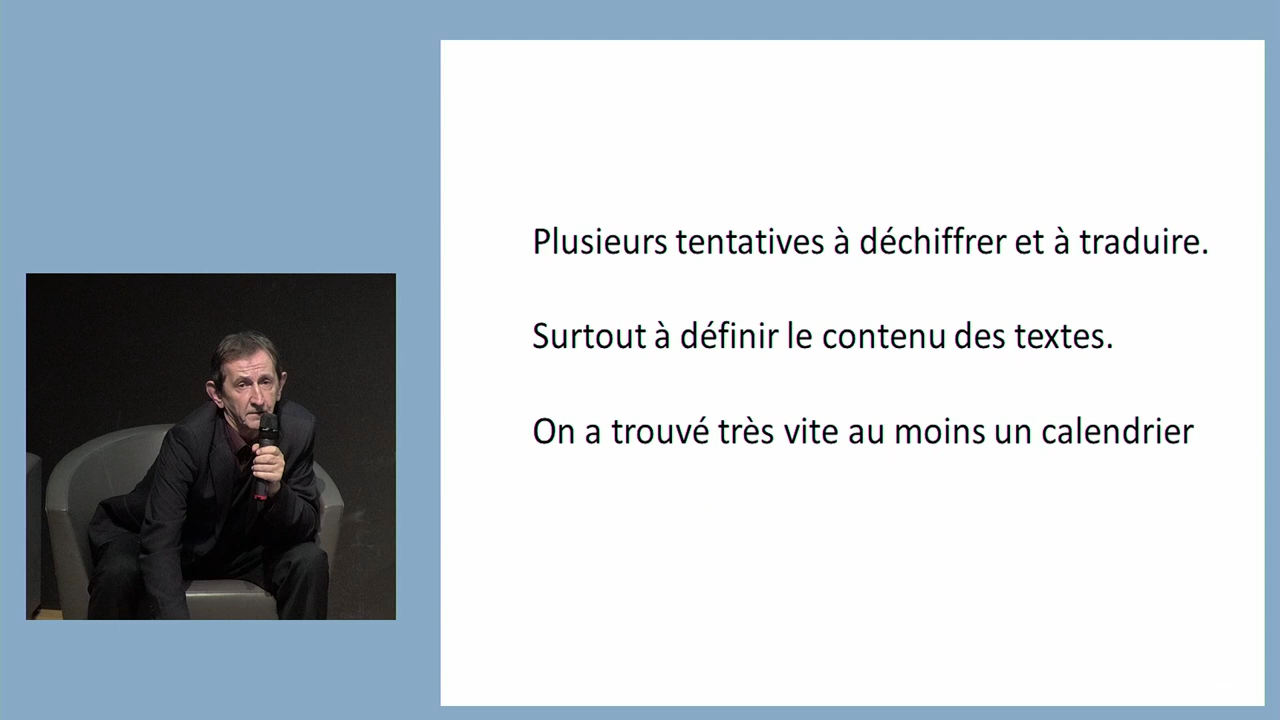 Plusieurs tentatives à déchiffrer et à traduire.
Surtout à définir le contenu des textes.
On a trouvé très vite au moins un calendrier